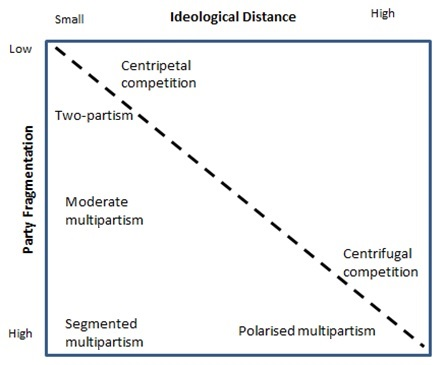 Small
Ideological Distance
High
Low
Centripetal
competition
Two-partism
Party Fragmentation
Moderate
multipartism
Centrifugal
competition
High
Segmented
multipartism
Polarised multipartism